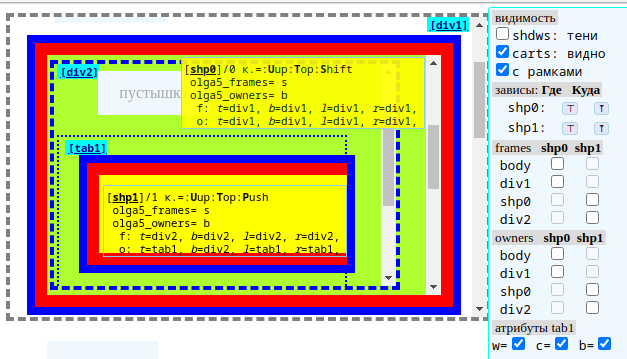 [div1]
[div2]
пустышк
[shp0]/0 к.=:Uup:Top:Shift
olga5_frames= s
olga5_owners= b
f: t=div1, b=div1, l=div1, r=div1,
o: t=div1, b=div1, l=div1, r=div1,
[tab1]
[shp1]/1 к.=:Uup:Top:Push
olga5_frames= s
olga5_owners= b
f: t=div2, b=div2, l=div2, r=div2,
o: t=tab1, b=div2, l=tab1, r=tab1,
видимость
shdws: тени
carts: видно
с рамками
зависы: Где Куда
shp0: ⊤ ⤒
shp1: ⊤ ⤒
frames shp0 shp1
body
div1
shp0
div2
owners shp0 shp1
body
div1
shp0
div2
атрибуты tab1
w= c= b=